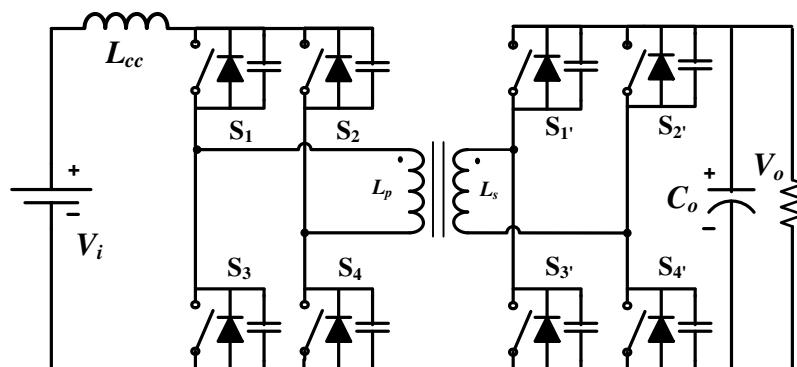 L_cc
S_1
S_2
S_1'
S_2'
+
-
V_i
L_p
L_s
+
-
C_o
V_o
S_3
S_4
S_3'
S_4'